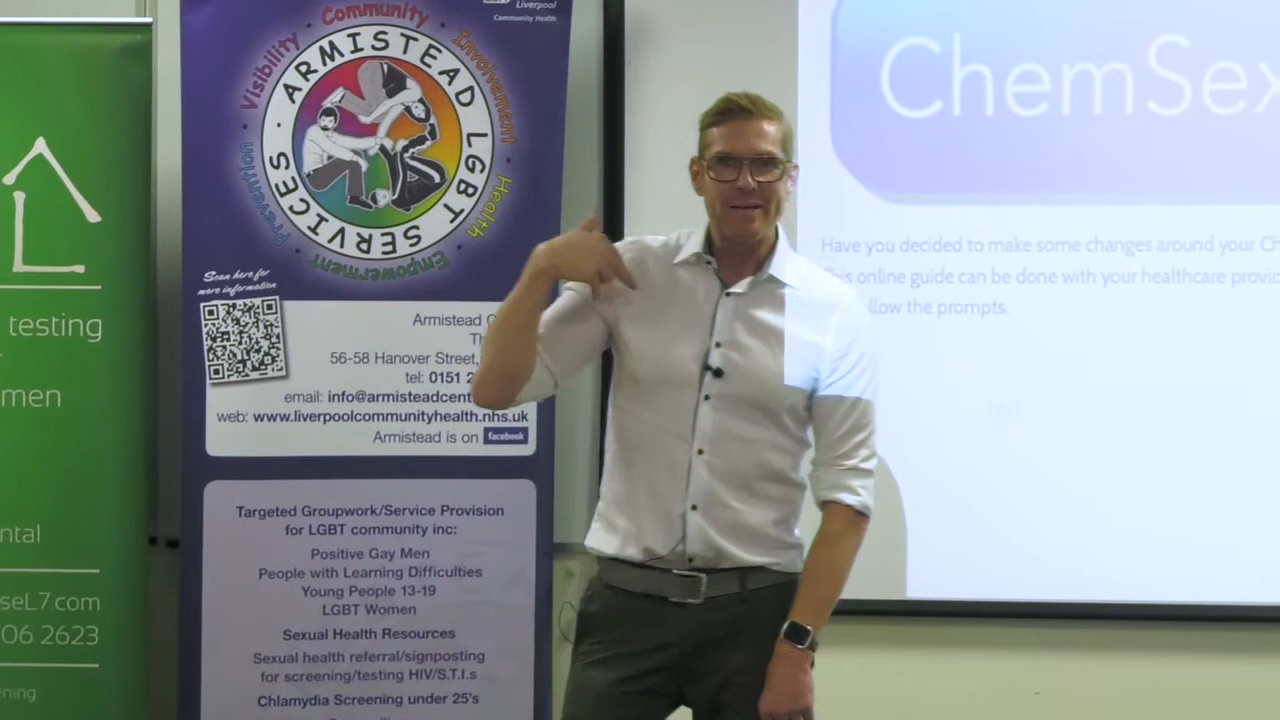 testing
men
ntal
seL7.com
06 2623
ening
Liverpool
Community Health
Community
Visibility
Involvement
Prevention
Health
Empowerment
ARMISTEAD LGBT SERVICES
Scan here for
more information
Armistead
56-58 Hanover Street,
tel: 0151 2
email: info@armisteadcent
web: www.liverpoolcommunityhealth.nhs.uk
Armistead is on facebook
Targeted Groupwork/Service Provision
for LGBT community inc:
Positive Gay Men
People with Learning Difficulties
Young People 13-19
LGBT Women
Sexual Health Resources
Sexual health referral/signposting
for screening/testing HIV/S.T.I.s
Chlamydia Screening under 25's
ChemSex
Have you decided to make some changes around your Ch
his online guide can be done with your healthcare provi
llow the prompts.